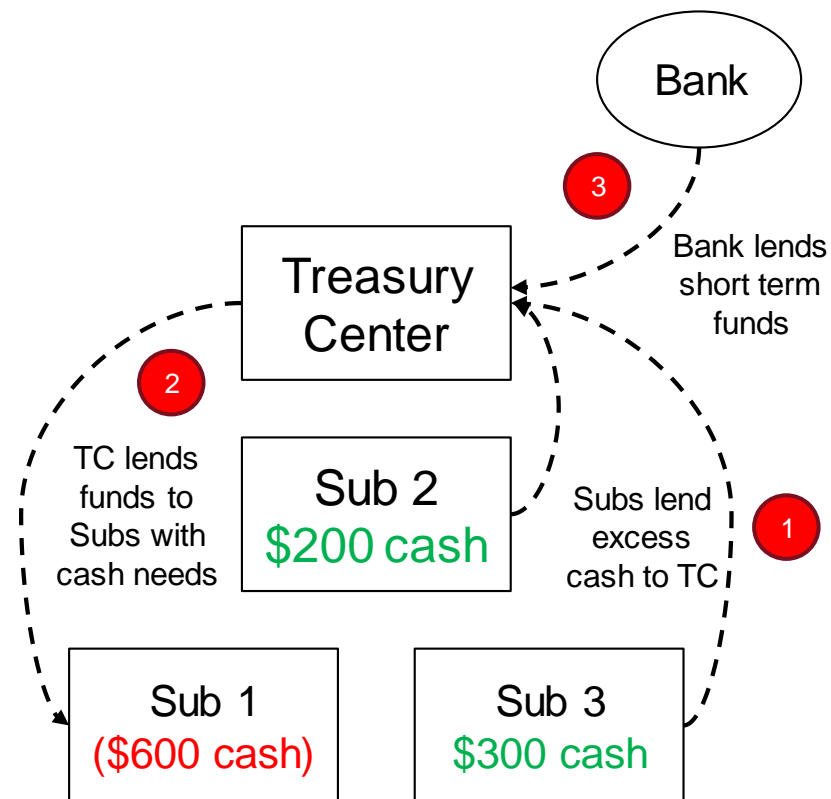 Bank
3
Bank lends
short term
funds
Treasury
Center
2
TC lends
funds to
Subs with
cash needs
Sub 2
$200 cash
Subs lend
excess
cash to TC
1
Sub 1
($600 cash)
Sub 3
$300 cash